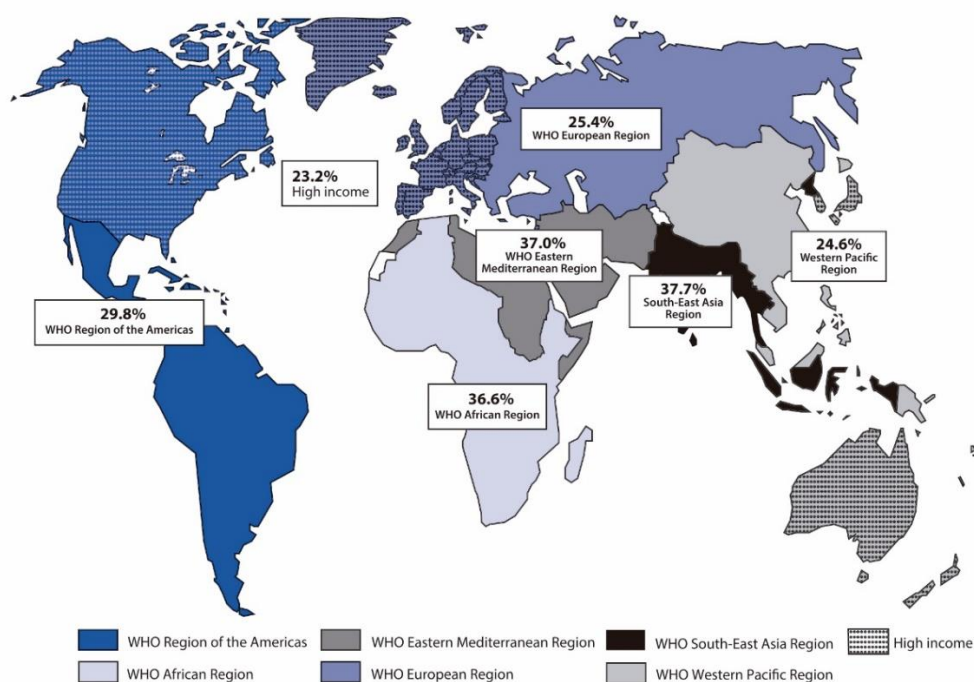 25.4%
WHO European Region
23.2%
High income
37.0%
WHO Eastern
Mediterranean Region
24.6%
Western Pacific
Region
37.7%
South-East Asia
Region
29.8%
WHO Region of the Americas
36.6%
WHO African Region
WHO Region of the Americas
WHO Eastern Mediterranean Region
WHO South-East Asia Region
High income
WHO African Region
WHO European Region
WHO Western Pacific Region